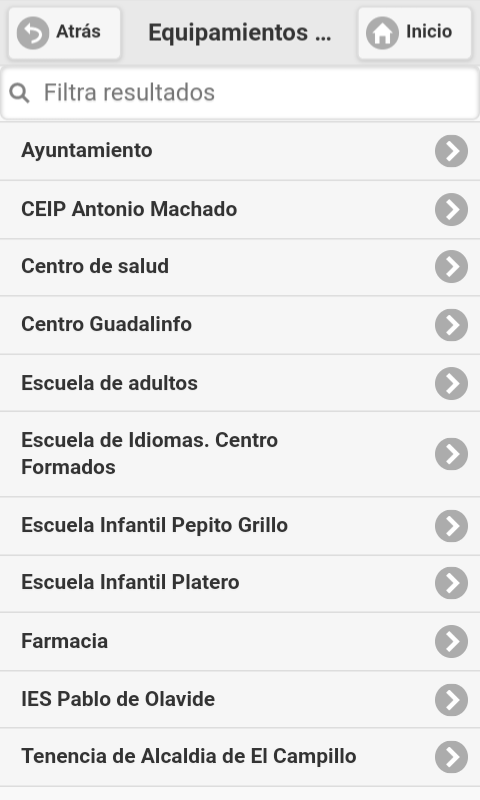 Atrás
Equipamientos ...
Inicio
Filtra resultados
Ayuntamiento
CEIP Antonio Machado
Centro de salud
Centro Guadalinfo
Escuela de adultos
Escuela de Idiomas. Centro
Formados
Escuela Infantil Pepito Grillo
Escuela Infantil Platero
Farmacia
IES Pablo de Olavide
Tenencia de Alcaldia de El Campillo